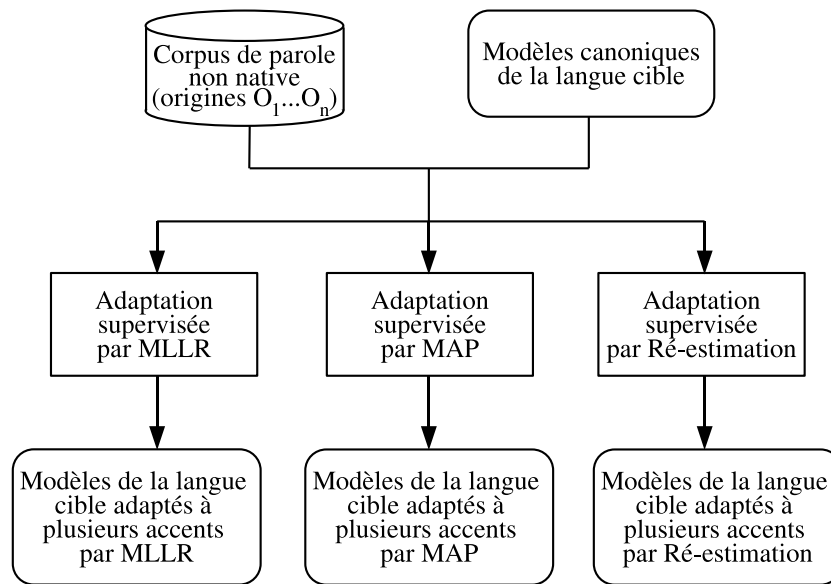 Corpus de parole
non native
(origines O₁...Oₙ)
Modèles canoniques
de la langue cible
Adaptation
supervisée
par MLLR
Adaptation
supervisée
par MAP
Adaptation
supervisée
par Ré-estimation
Modèles de la langue
cible adaptés à
plusieurs accents
par MLLR
Modèles de la langue
cible adaptés à
plusieurs accents
par MAP
Modèles de la langue
cible adaptés à
plusieurs accents
par Ré-estimation